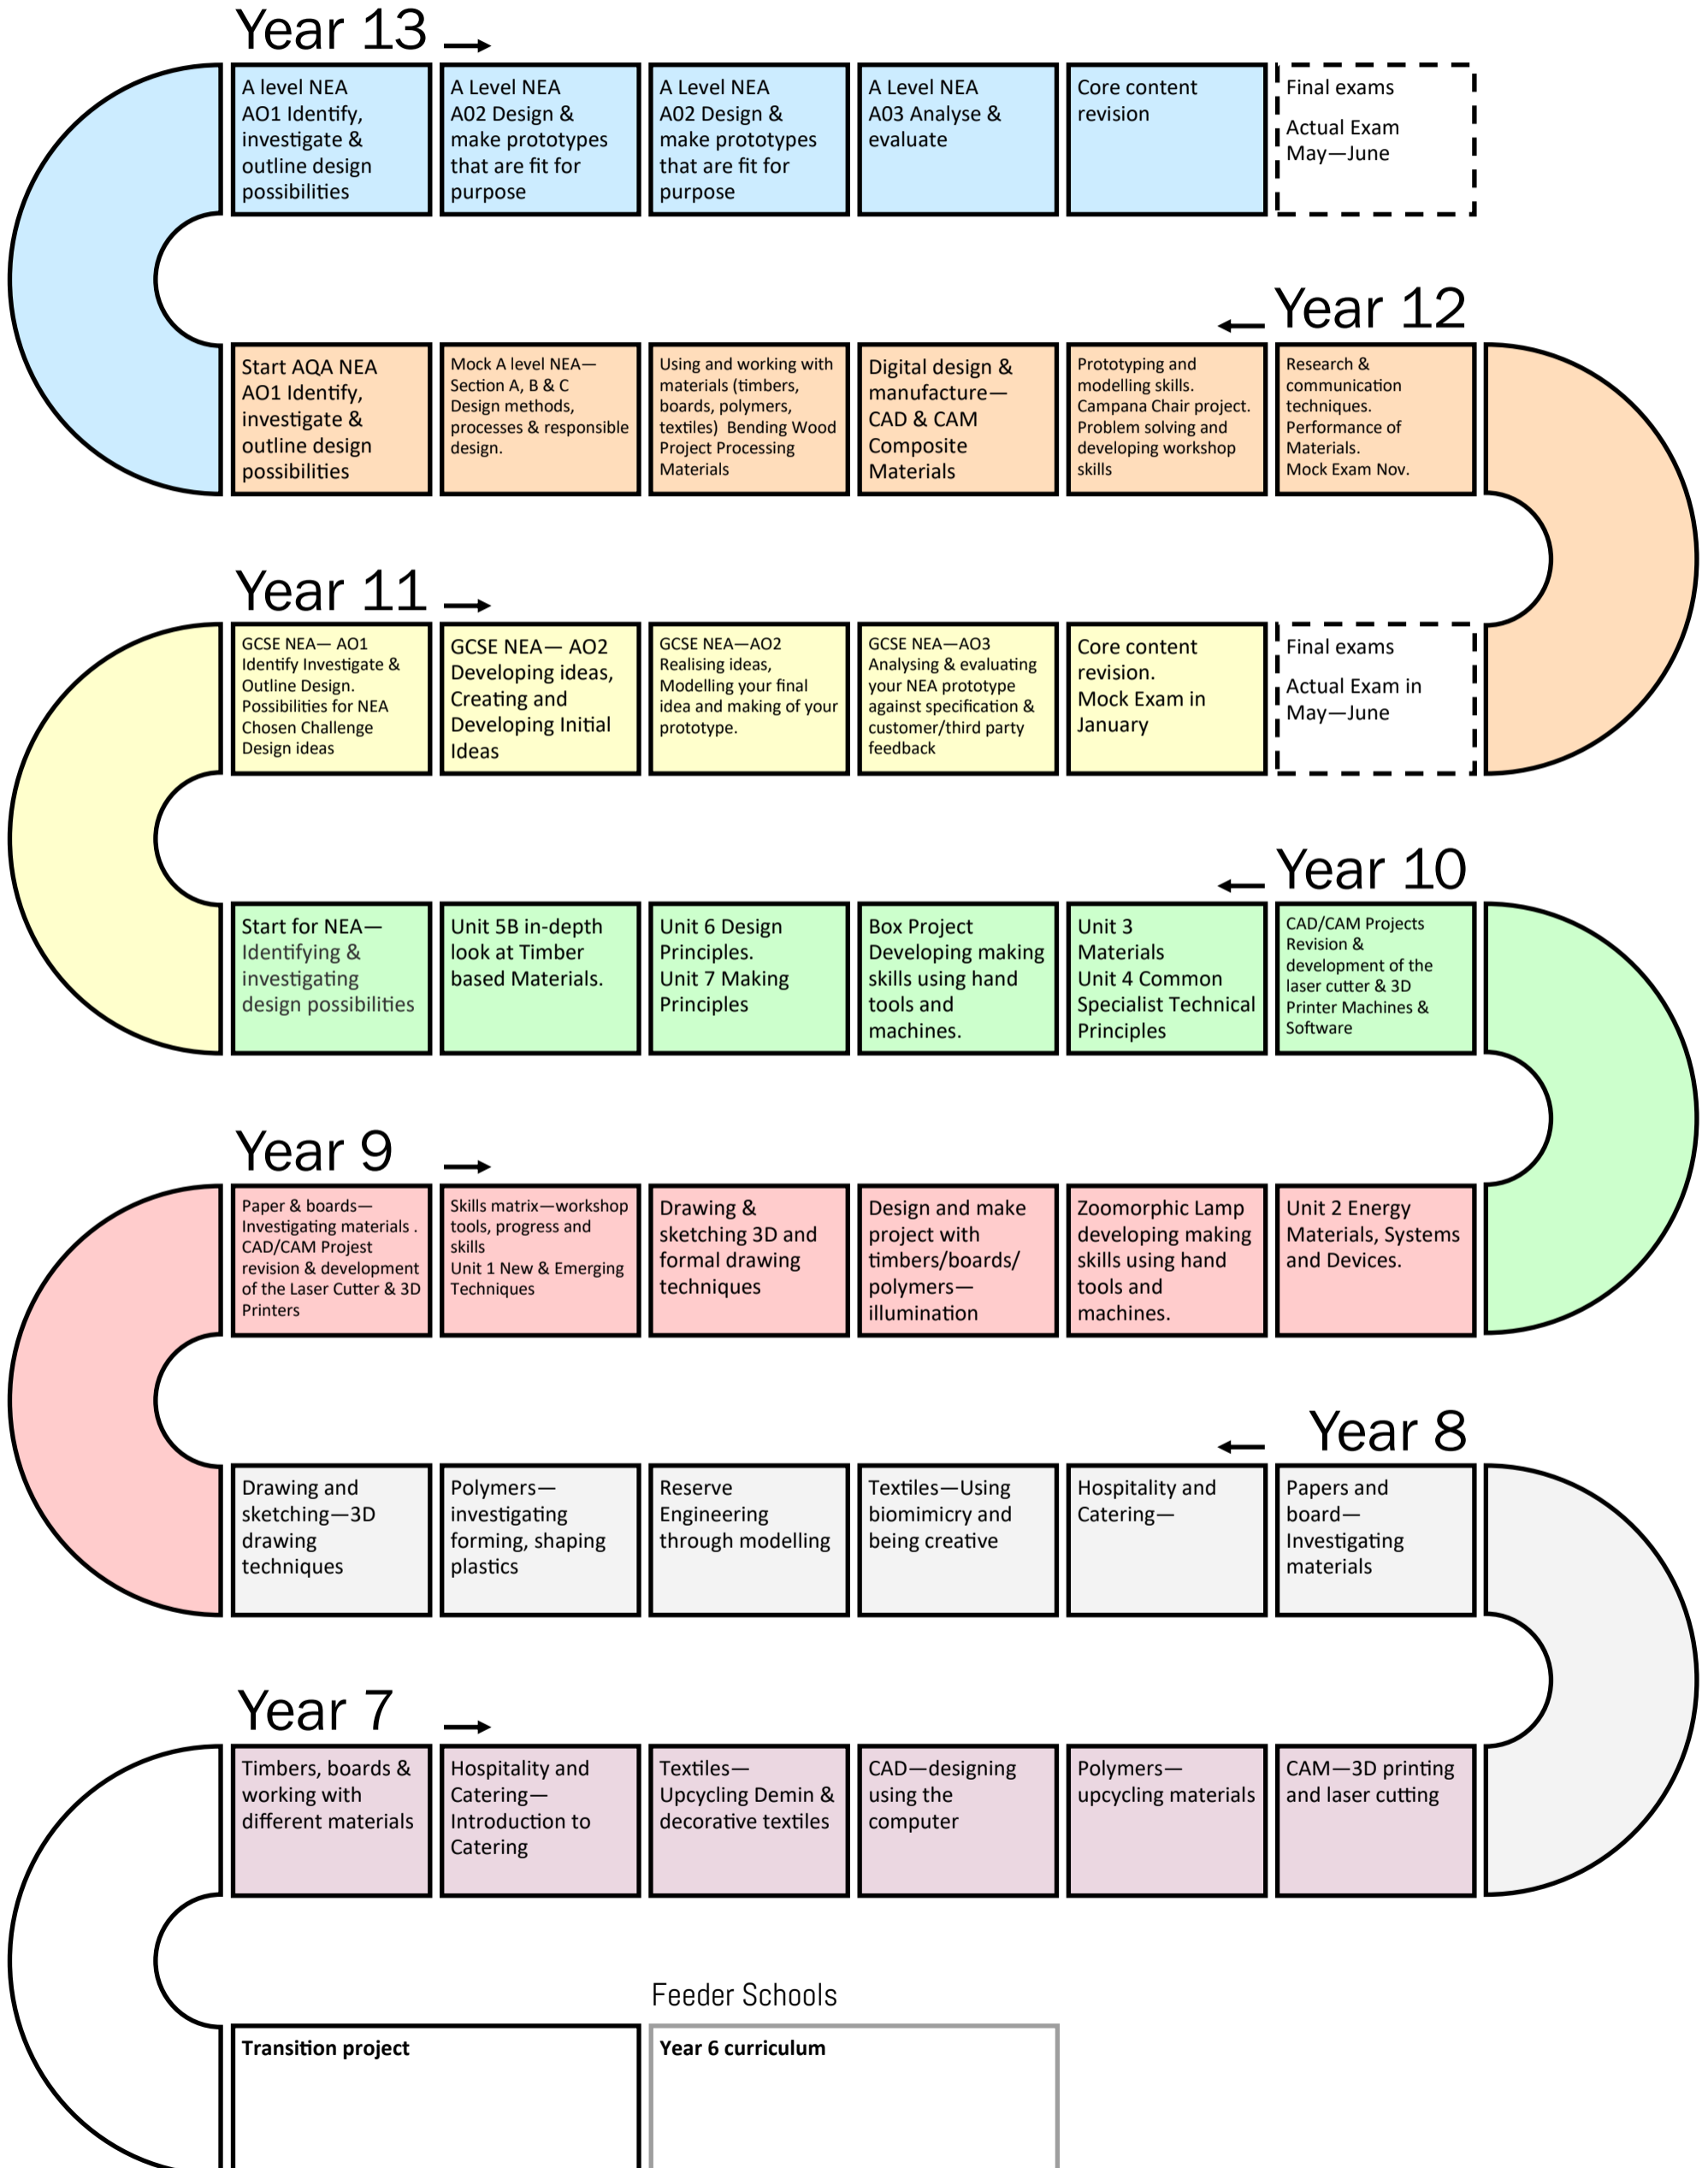 Year 13
A level NEA
AO1 Identify,
investigate &
outline design
possibilities
A Level NEA
A02 Design &
make prototypes
that are fit for
purpose
A Level NEA
A02 Design &
make prototypes
that are fit for
purpose
A Level NEA
A03 Analyse &
evaluate
Core content
revision
Final exams
Actual Exam
May—June
Year 12
Start AQA NEA
AO1 Identify,
investigate &
outline design
possibilities
Mock A level NEA—
Section A, B & C
Design methods,
processes & responsible
design.
Using and working with
materials (timbers,
boards, polymers,
textiles)  Bending Wood
Project Processing
Materials
Digital design &
manufacture—
CAD & CAM
Composite
Materials
Prototyping and
modelling skills.
Campana Chair project.
Problem solving and
developing workshop
skills
Research &
communication
techniques.
Performance of
Materials.
Mock Exam Nov.
Year 11
GCSE NEA— AO1
Identify Investigate &
Outline Design.
Possibilities for NEA
Chosen Challenge
Design ideas
GCSE NEA— AO2
Developing ideas,
Creating and
Developing Initial
Ideas
GCSE NEA—AO2
Realising ideas,
Modelling your final
idea and making of your
prototype.
GCSE NEA—AO3
Analysing & evaluating
your NEA prototype
against specification &
customer/third party
feedback
Core content
revision.
Mock Exam in
January
Final exams
Actual Exam in
May—June
Year 10
Start for NEA—
Identifying &
investigating
design possibilities
Unit 5B in-depth
look at Timber
based Materials.
Unit 6 Design
Principles.
Unit 7 Making
Principles
Box Project
Developing making
skills using hand
tools and
machines.
Unit 3
Materials
Unit 4 Common
Specialist Technical
Principles
CAD/CAM Projects
Revision &
development of the
laser cutter & 3D
Printer Machines &
Software
Year 9
Paper & boards—
Investigating materials .
CAD/CAM Projest
revision & development
of the Laser Cutter & 3D
Printers
Skills matrix—workshop
tools, progress and
skills
Unit 1 New & Emerging
Techniques
Drawing &
sketching 3D and
formal drawing
techniques
Design and make
project with
timbers/boards/
polymers—
illumination
Zoomorphic Lamp
developing making
skills using hand
tools and
machines.
Unit 2 Energy
Materials, Systems
and Devices.
Year 8
Drawing and
sketching—3D
drawing
techniques
Polymers—
investigating
forming, shaping
plastics
Reserve
Engineering
through modelling
Textiles—Using
biomimicry and
being creative
Hospitality and
Catering—
Papers and
board—
Investigating
materials
Year 7
Timbers, boards &
working with
different materials
Hospitality and
Catering—
Introduction to
Catering
Textiles—
Upcycling Demin &
decorative textiles
CAD—designing
using the
computer
Polymers—
upcycling materials
CAM—3D printing
and laser cutting
Feeder Schools
Transition project
Year 6 curriculum